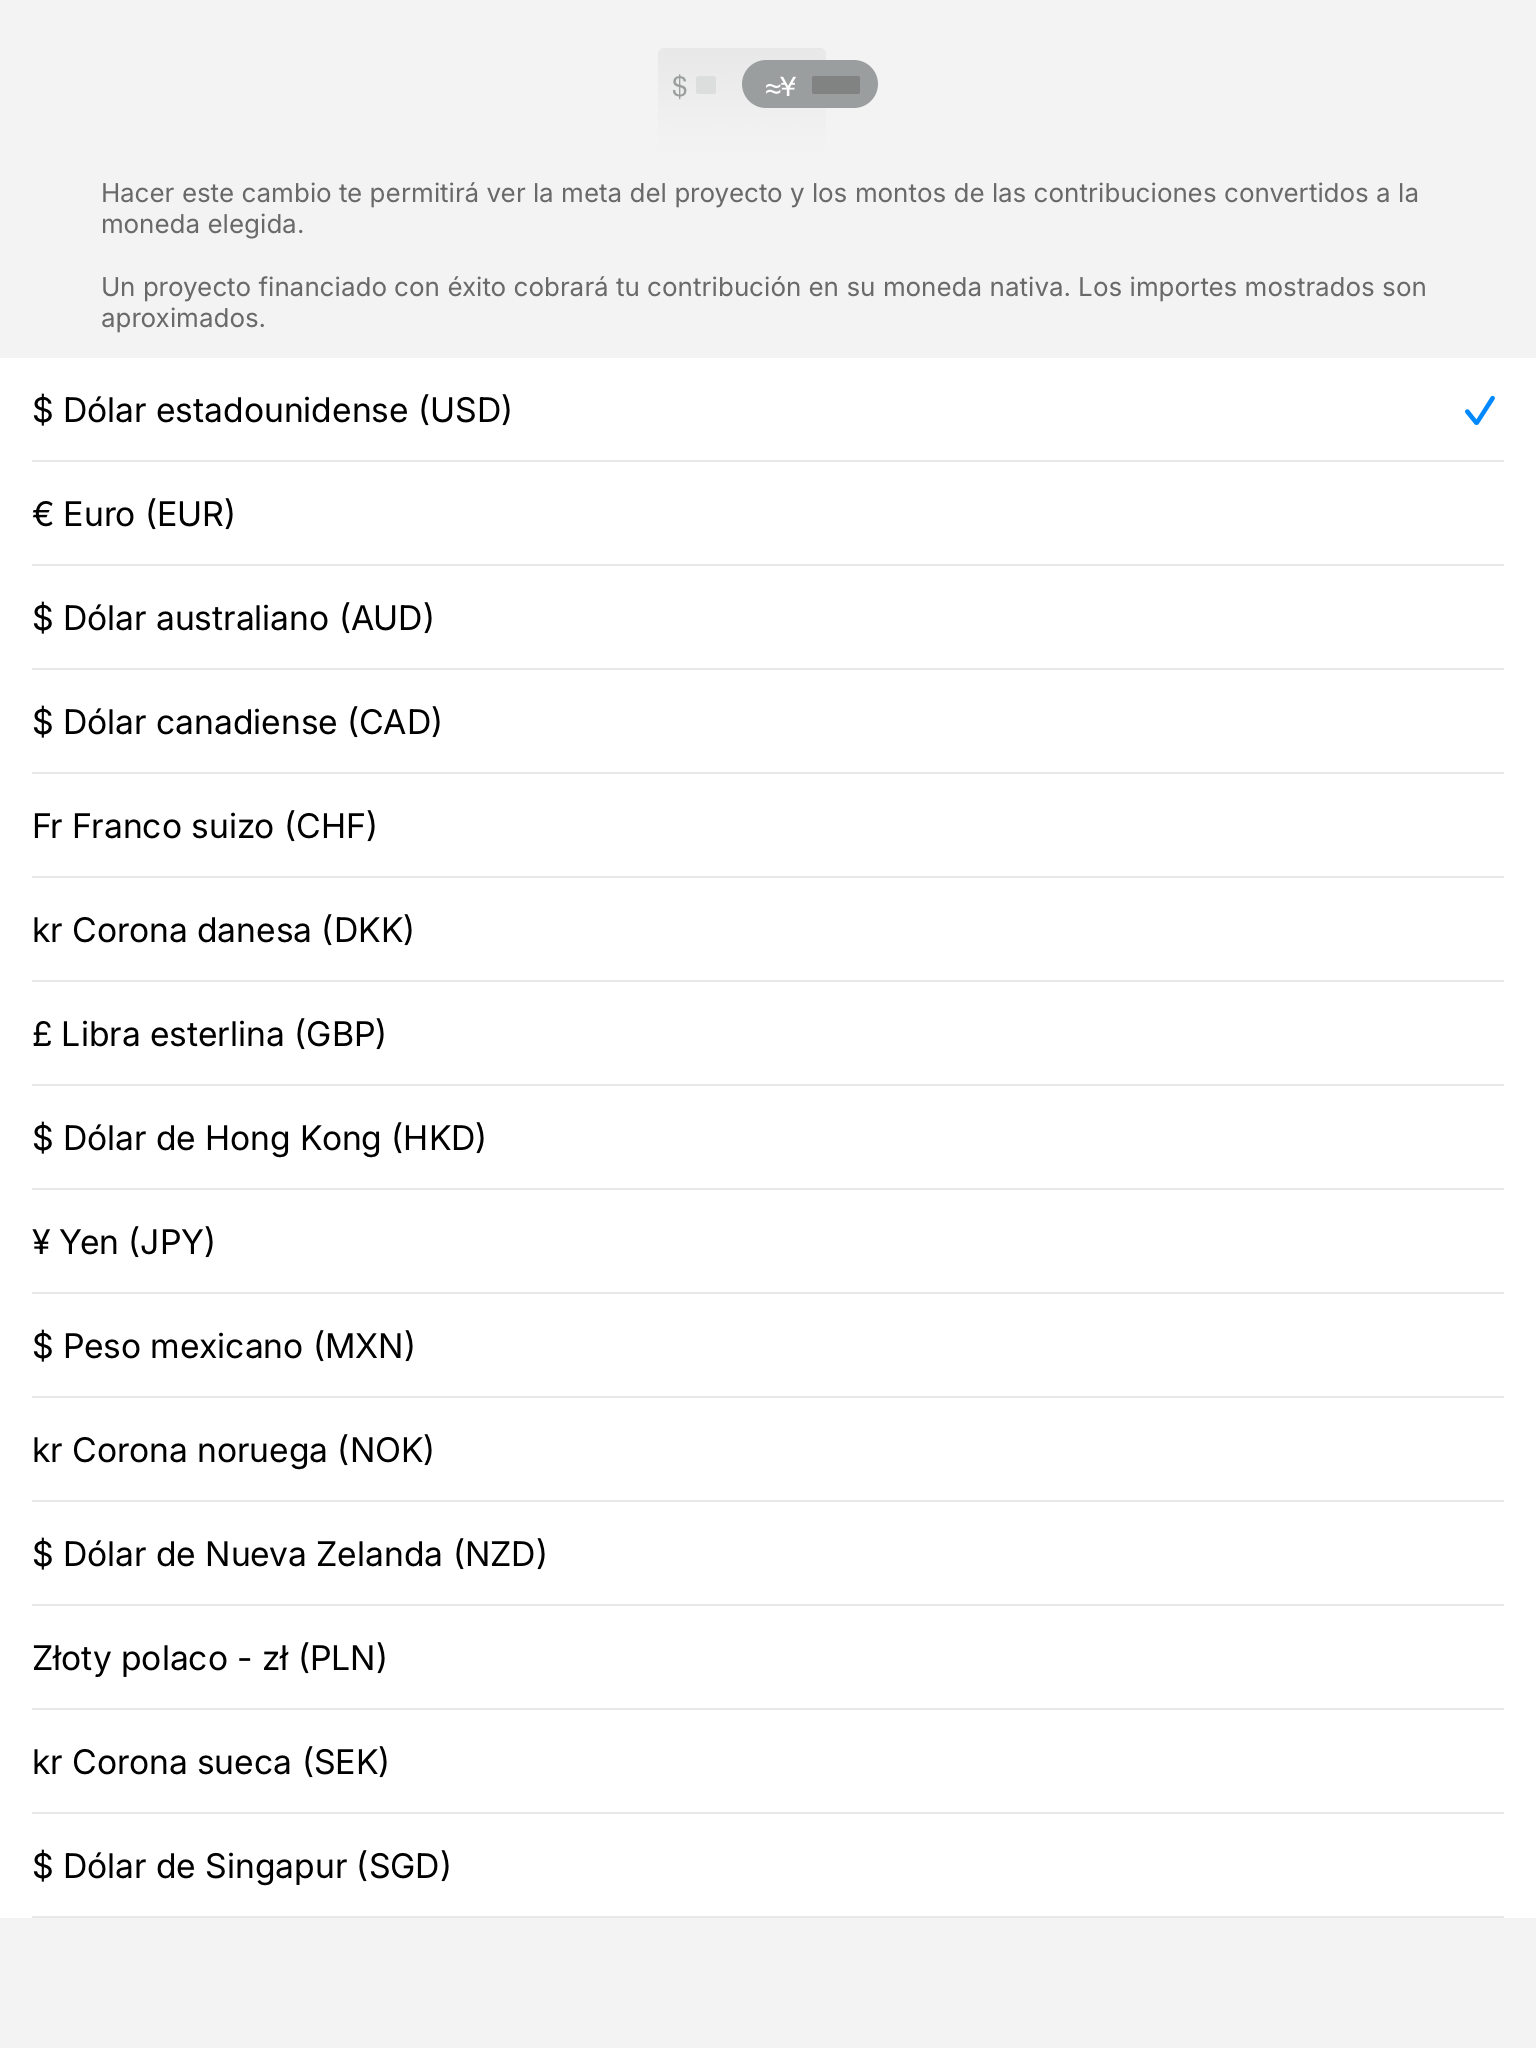 $ ≈¥
Hacer este cambio te permitirá ver la meta del proyecto y los montos de las contribuciones convertidos a la
moneda elegida.
Un proyecto financiado con éxito cobrará tu contribución en su moneda nativa. Los importes mostrados son
aproximados.
$ Dólar estadounidense (USD)
€ Euro (EUR)
$ Dólar australiano (AUD)
$ Dólar canadiense (CAD)
Fr Franco suizo (CHF)
kr Corona danesa (DKK)
£ Libra esterlina (GBP)
$ Dólar de Hong Kong (HKD)
¥ Yen (JPY)
$ Peso mexicano (MXN)
kr Corona noruega (NOK)
$ Dólar de Nueva Zelanda (NZD)
Złoty polaco - zł (PLN)
kr Corona sueca (SEK)
$ Dólar de Singapur (SGD)